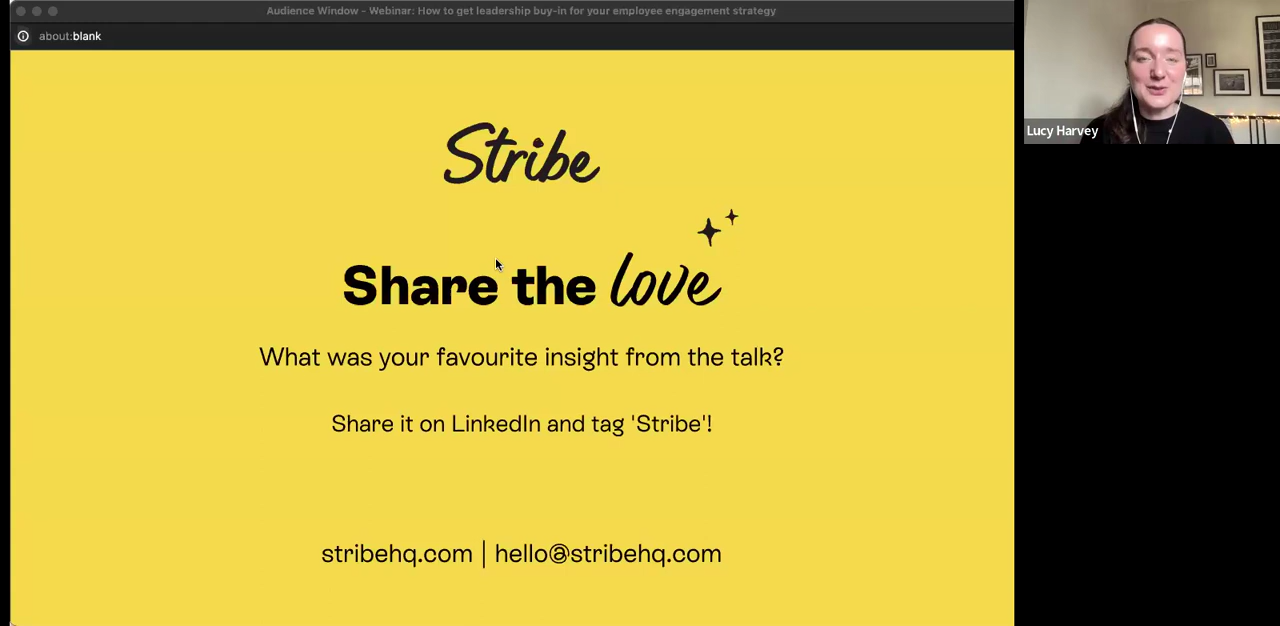 Audience Window - Webinar: How to get leadership buy-in for your employee engagement strategy
about:blank
Stribe
Share the love
What was your favourite insight from the talk?
Share it on LinkedIn and tag 'Stribe'!
stribehq.com | hello@stribehq.com
Lucy Harvey